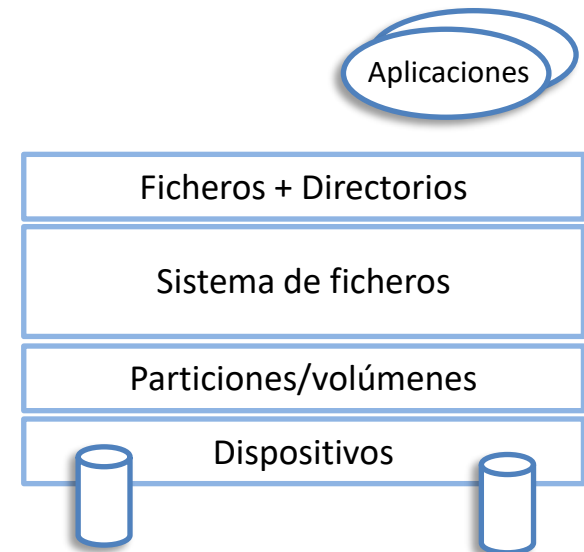 Aplicaciones
Ficheros + Directorios
Sistema de ficheros
Particiones/volúmenes
Dispositivos